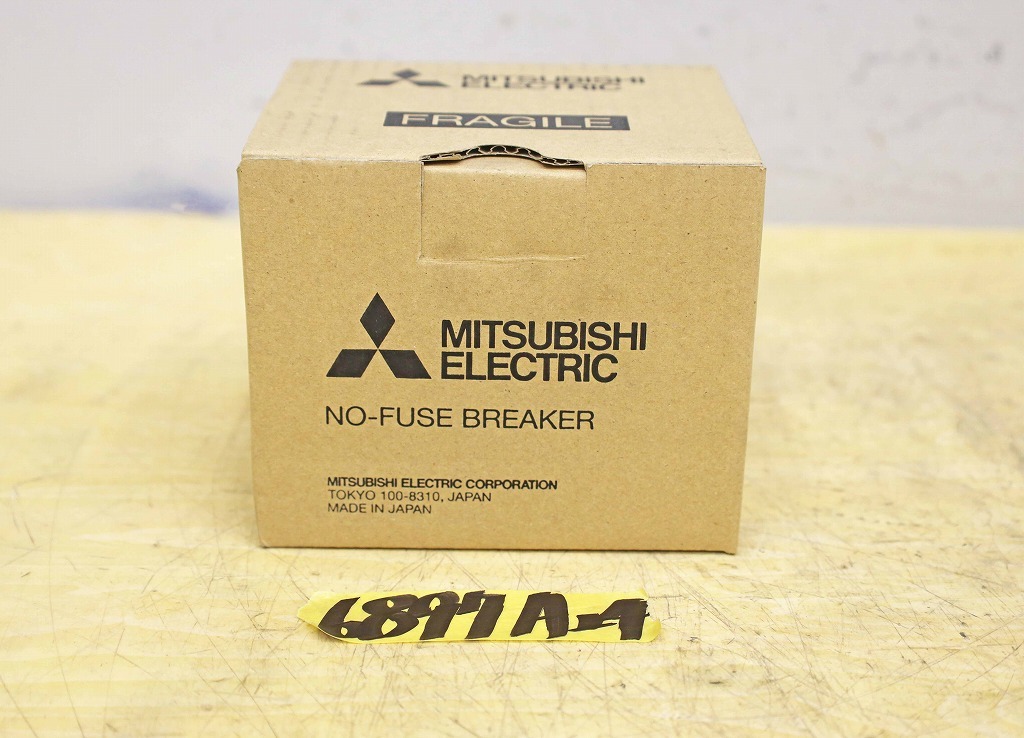 MITSUBISHI
ELECTRIC
FRAGILE
MITSUBISHI
ELECTRIC
NO-FUSE BREAKER
MITSUBISHI ELECTRIC CORPORATION
TOKYO 100-8310, JAPAN
MADE IN JAPAN
6897A-4